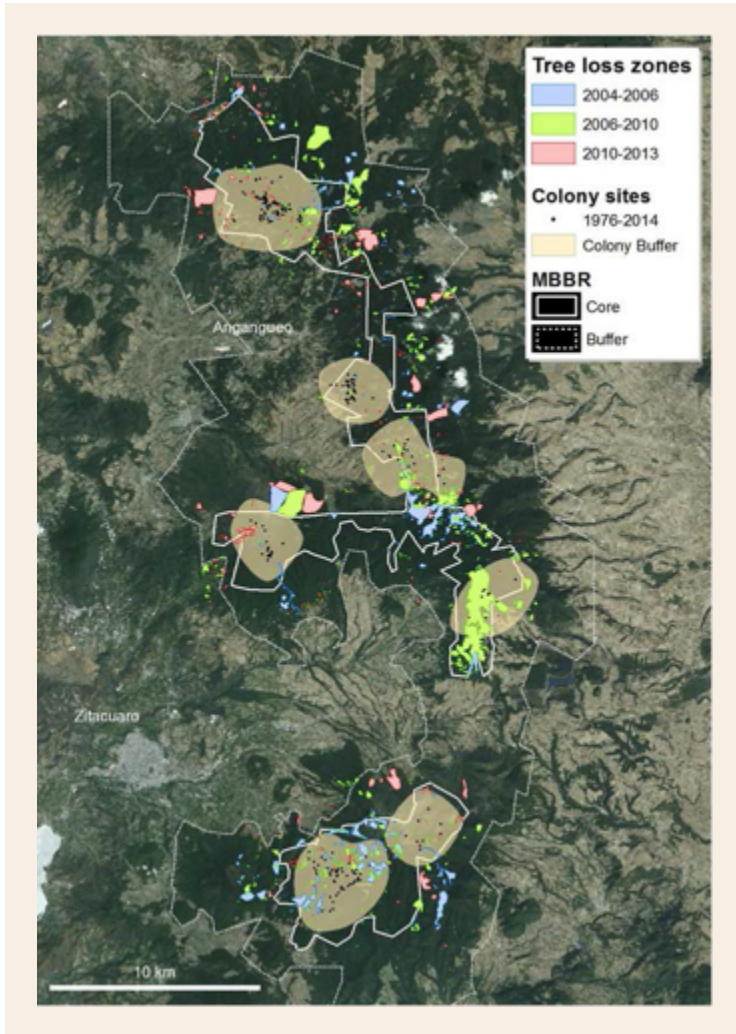 Tree loss zones
2004-2006
2006-2010
2010-2013
Colony sites
1976-2014
Colony Buffer
MBBR
Core
Buffer
Angangueo
Zitacuaro
10 km